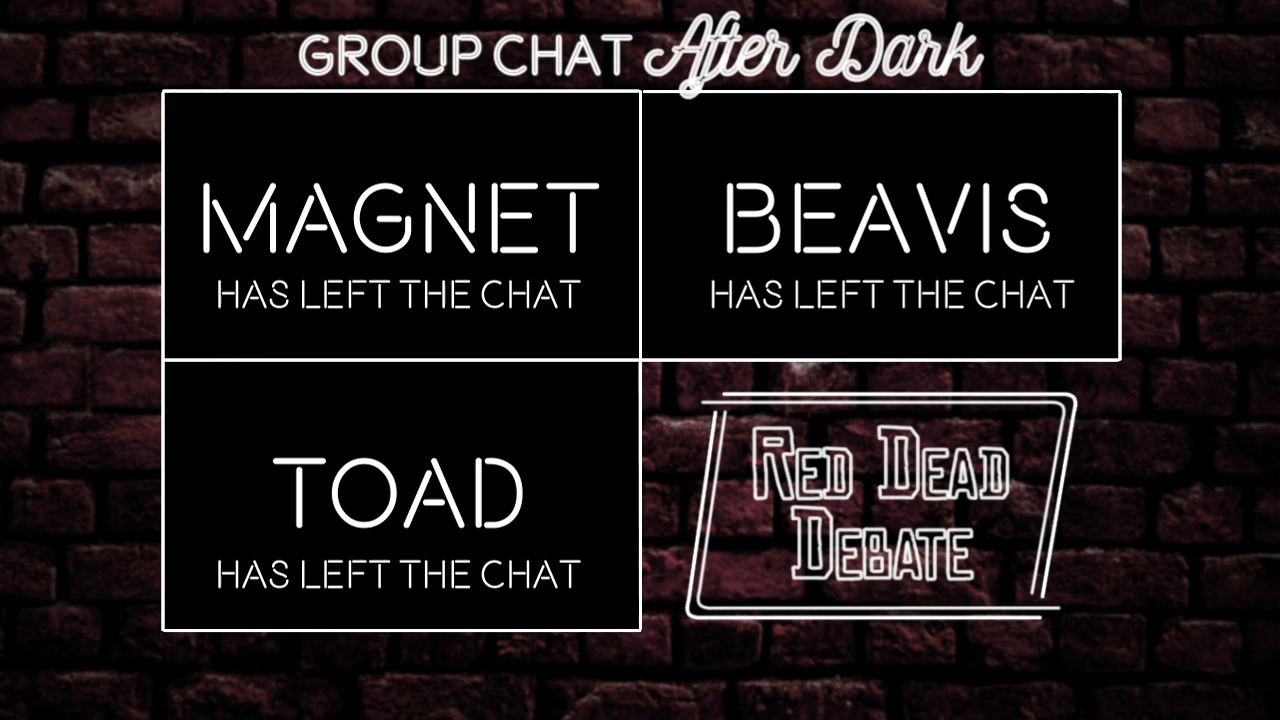 GROUP CHAT After Dark
MAGNET
HAS LEFT THE CHAT
BEAVIS
HAS LEFT THE CHAT
TOAD
HAS LEFT THE CHAT
RED DEAD
DEBATE